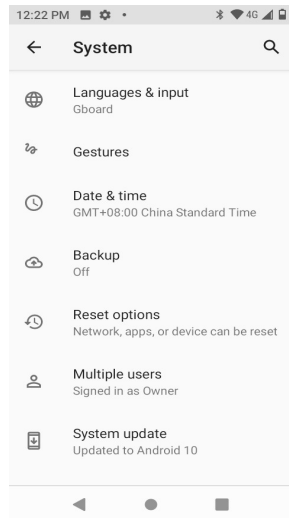 12:22 PM 4G
System
Languages & input
Gboard
Gestures
Date & time
GMT+08:00 China Standard Time
Backup
Off
Reset options
Network, apps, or device can be reset
Multiple users
Signed in as Owner
System update
Updated to Android 10